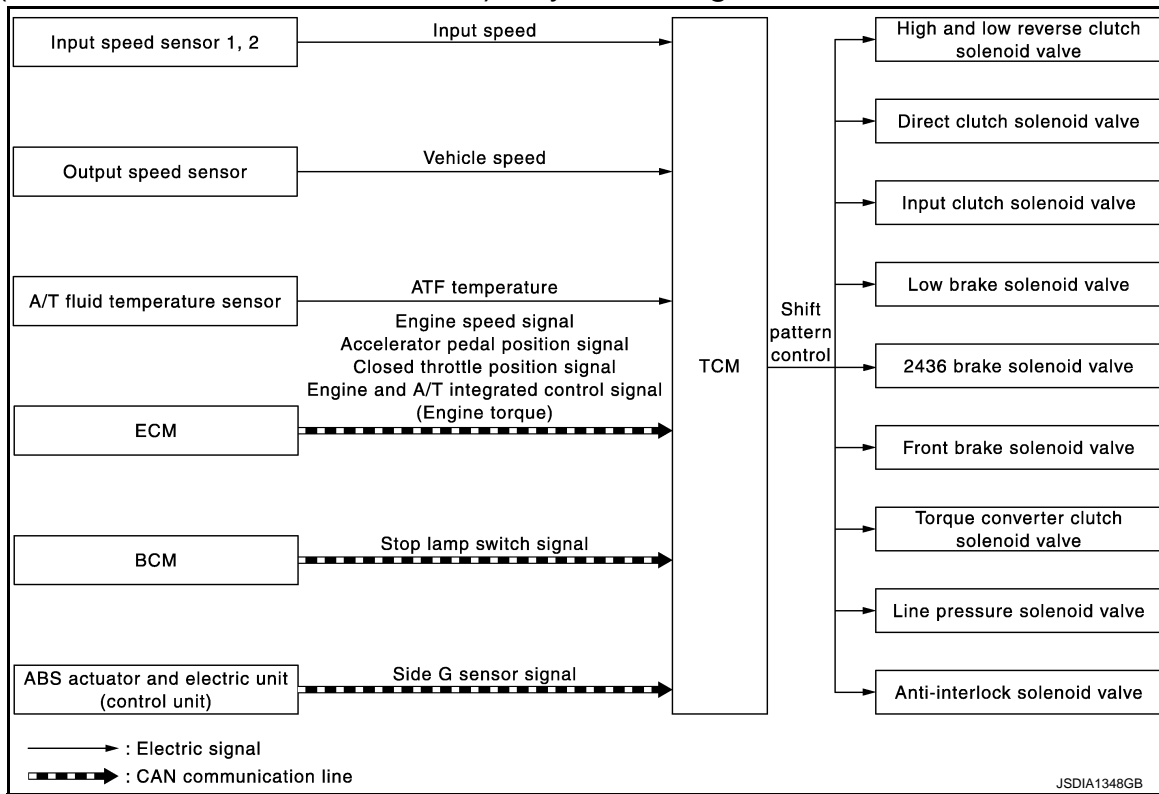 Input speed sensor 1, 2
Input speed
Output speed sensor
Vehicle speed
A/T fluid temperature sensor
ATF temperature
Engine speed signal
Accelerator pedal position signal
Closed throttle position signal
Engine and A/T integrated control signal
(Engine torque)
ECM
BCM
Stop lamp switch signal
ABS actuator and electric unit
(control unit)
Side G sensor signal
TCM
Shift
pattern
control
High and low reverse clutch
solenoid valve
Direct clutch solenoid valve
Input clutch solenoid valve
Low brake solenoid valve
2436 brake solenoid valve
Front brake solenoid valve
Torque converter clutch
solenoid valve
Line pressure solenoid valve
Anti-interlock solenoid valve
: Electric signal
: CAN communication line
JSDIA1348GB